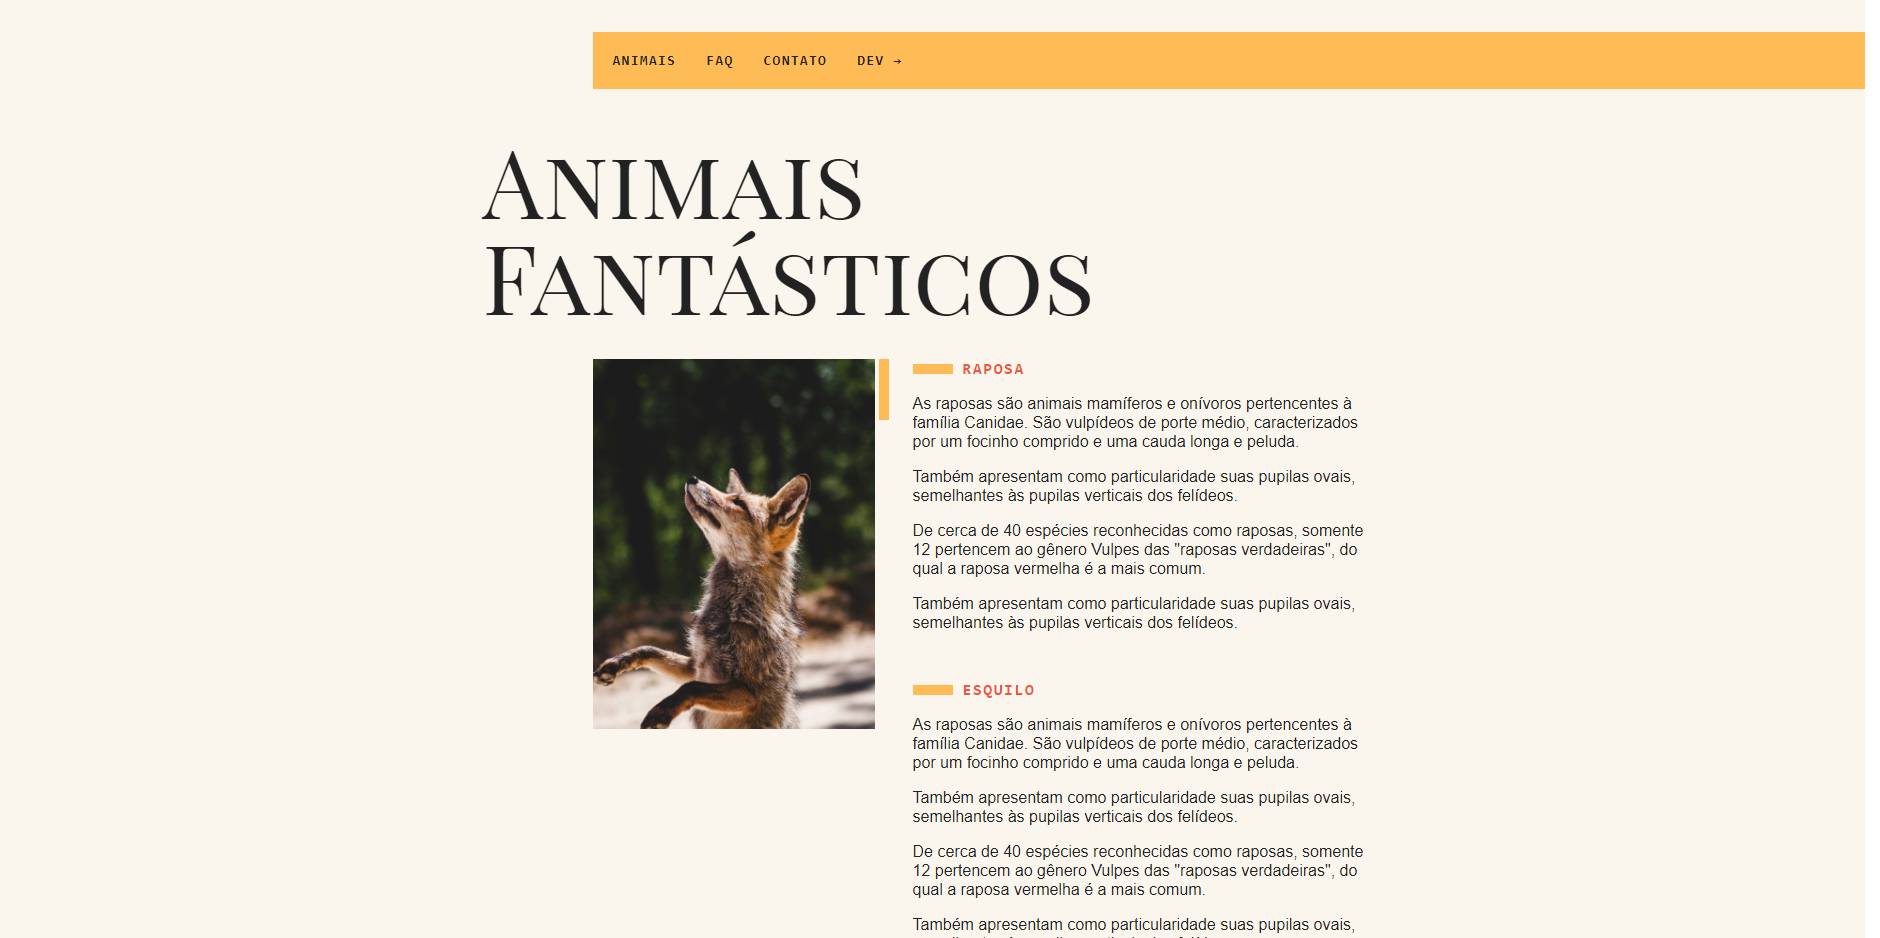 ANIMAIS FAQ CONTATO DEV →
ANIMAIS
FANTÁSTICOS
RAPOSA
As raposas são animais mamíferos e onívoros pertencentes à
família Canidae. São vulpídeos de porte médio, caracterizados
por um focinho comprido e uma cauda longa e peluda.
Também apresentam como particularidade suas pupilas ovais,
semelhantes às pupilas verticais dos felídeos.
De cerca de 40 espécies reconhecidas como raposas, somente
12 pertencem ao gênero Vulpes das "raposas verdadeiras", do
qual a raposa vermelha é a mais comum.
Também apresentam como particularidade suas pupilas ovais,
semelhantes às pupilas verticais dos felídeos.
ESQUILO
As raposas são animais mamíferos e onívoros pertencentes à
família Canidae. São vulpídeos de porte médio, caracterizados
por um focinho comprido e uma cauda longa e peluda.
Também apresentam como particularidade suas pupilas ovais,
semelhantes às pupilas verticais dos felídeos.
De cerca de 40 espécies reconhecidas como raposas, somente
12 pertencem ao gênero Vulpes das "raposas verdadeiras", do
qual a raposa vermelha é a mais comum.
Também apresentam como particularidade suas pupilas ovais,